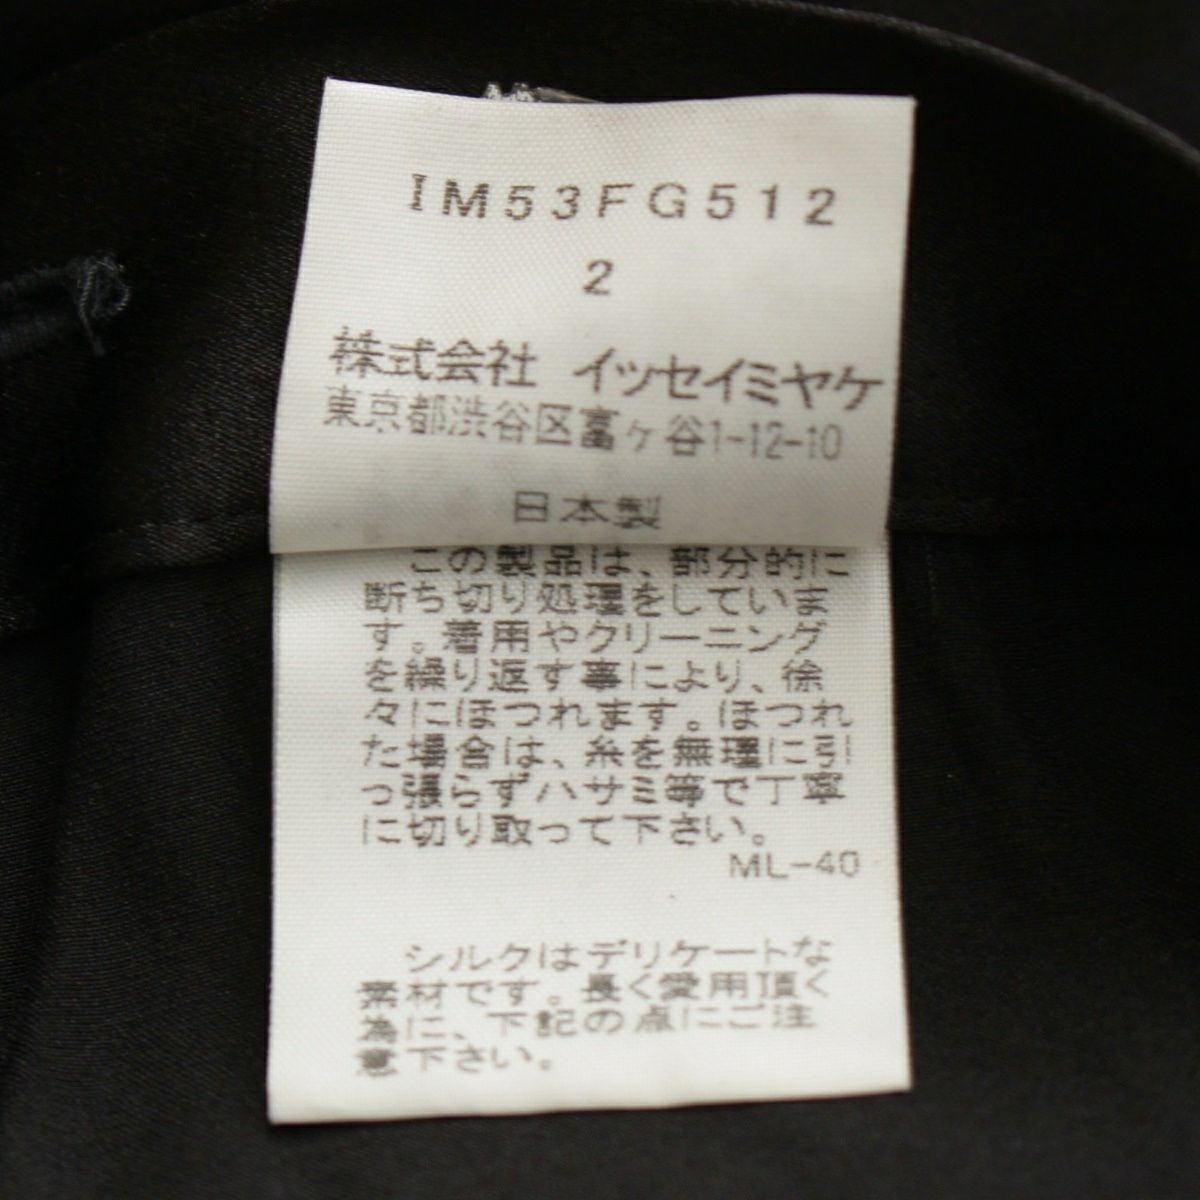 IM53FG512
2
株式会社 イッセイミヤケ
東京都渋谷区富ヶ谷1-12-10
日本製
この製品は、部分的に
断ち切り処理をしていま
す。着用やクリーニング
を繰り返す事により、徐
々にほつれます。ほつれ
た場合は、糸を無理に引
っ張らずハサミ等で丁寧
に切り取って下さい。
ML-40
シルクはデリケートな
素材です。長く愛用頂く
為に、下記の点にご注
意下さい。